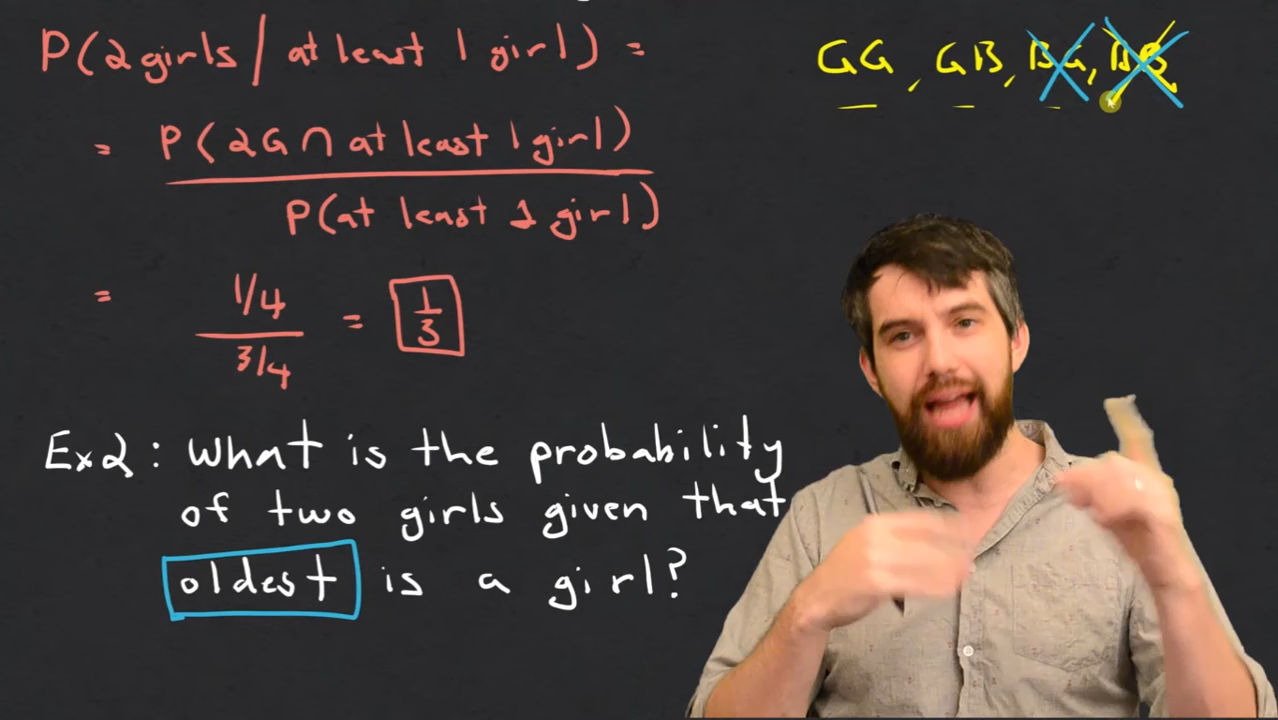 P(2 girls / at least 1 girl) =
GG, GB, BG, BB
= P(2G ∩ at least 1 girl)
P(at least 1 girl)
= 1/4
3/4
= 1
3
Ex2: What is the probability
of two girls given that
oldest is a girl?